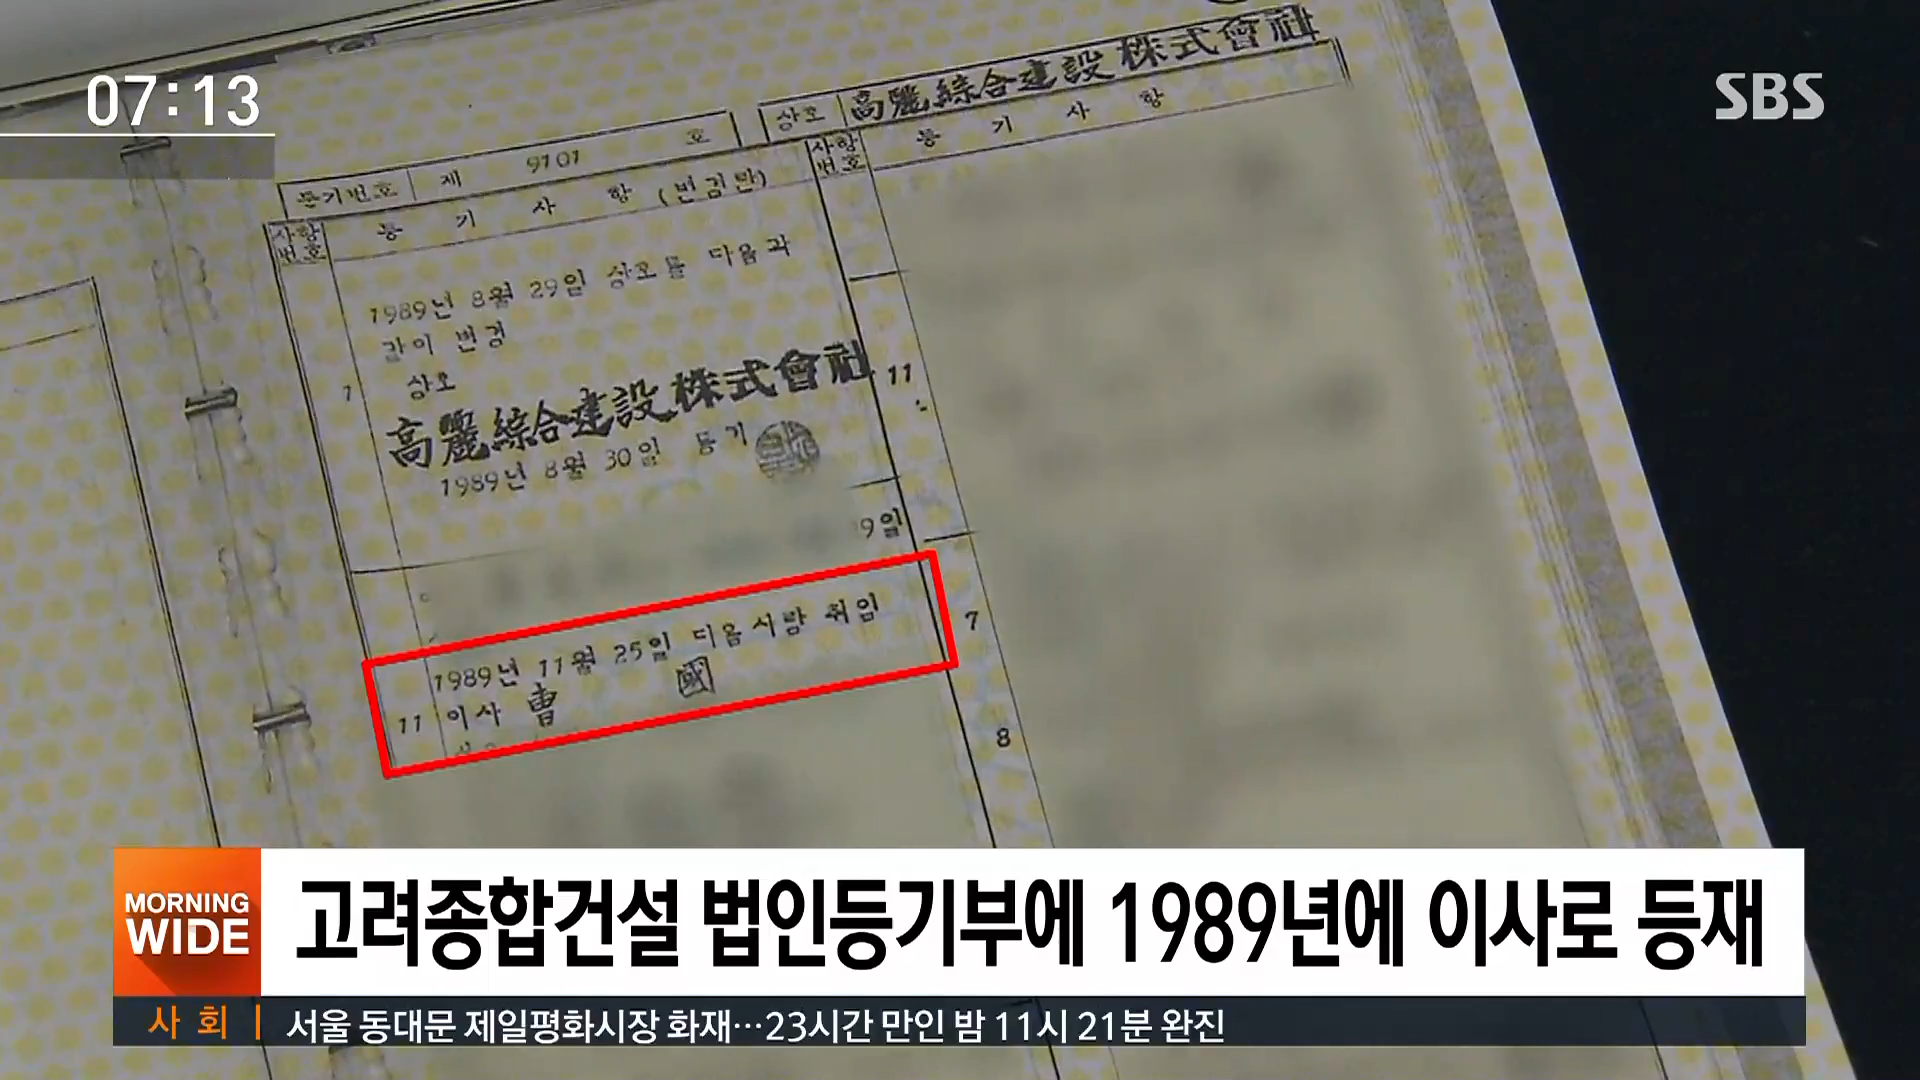 07:13
SBS
상호 高麗綜合建設株式會社
등기번호 제 9101 호
사항번호 등 기 사 항 (변경란)
사항번호 등 기 사 항
1989년 8월 29일 상호를 다음과
같이 변경
7 상호
高麗綜合建設株式會社
1989년 8월 30일 등기
9일
11
1989년 11월 25일 다음사람 취임
11 이사 曺 國
7
8
MORNING
WIDE
고려종합건설 법인등기부에 1989년에 이사로 등재
사회 서울 동대문 제일평화시장 화재…23시간 만인 밤 11시 21분 완진